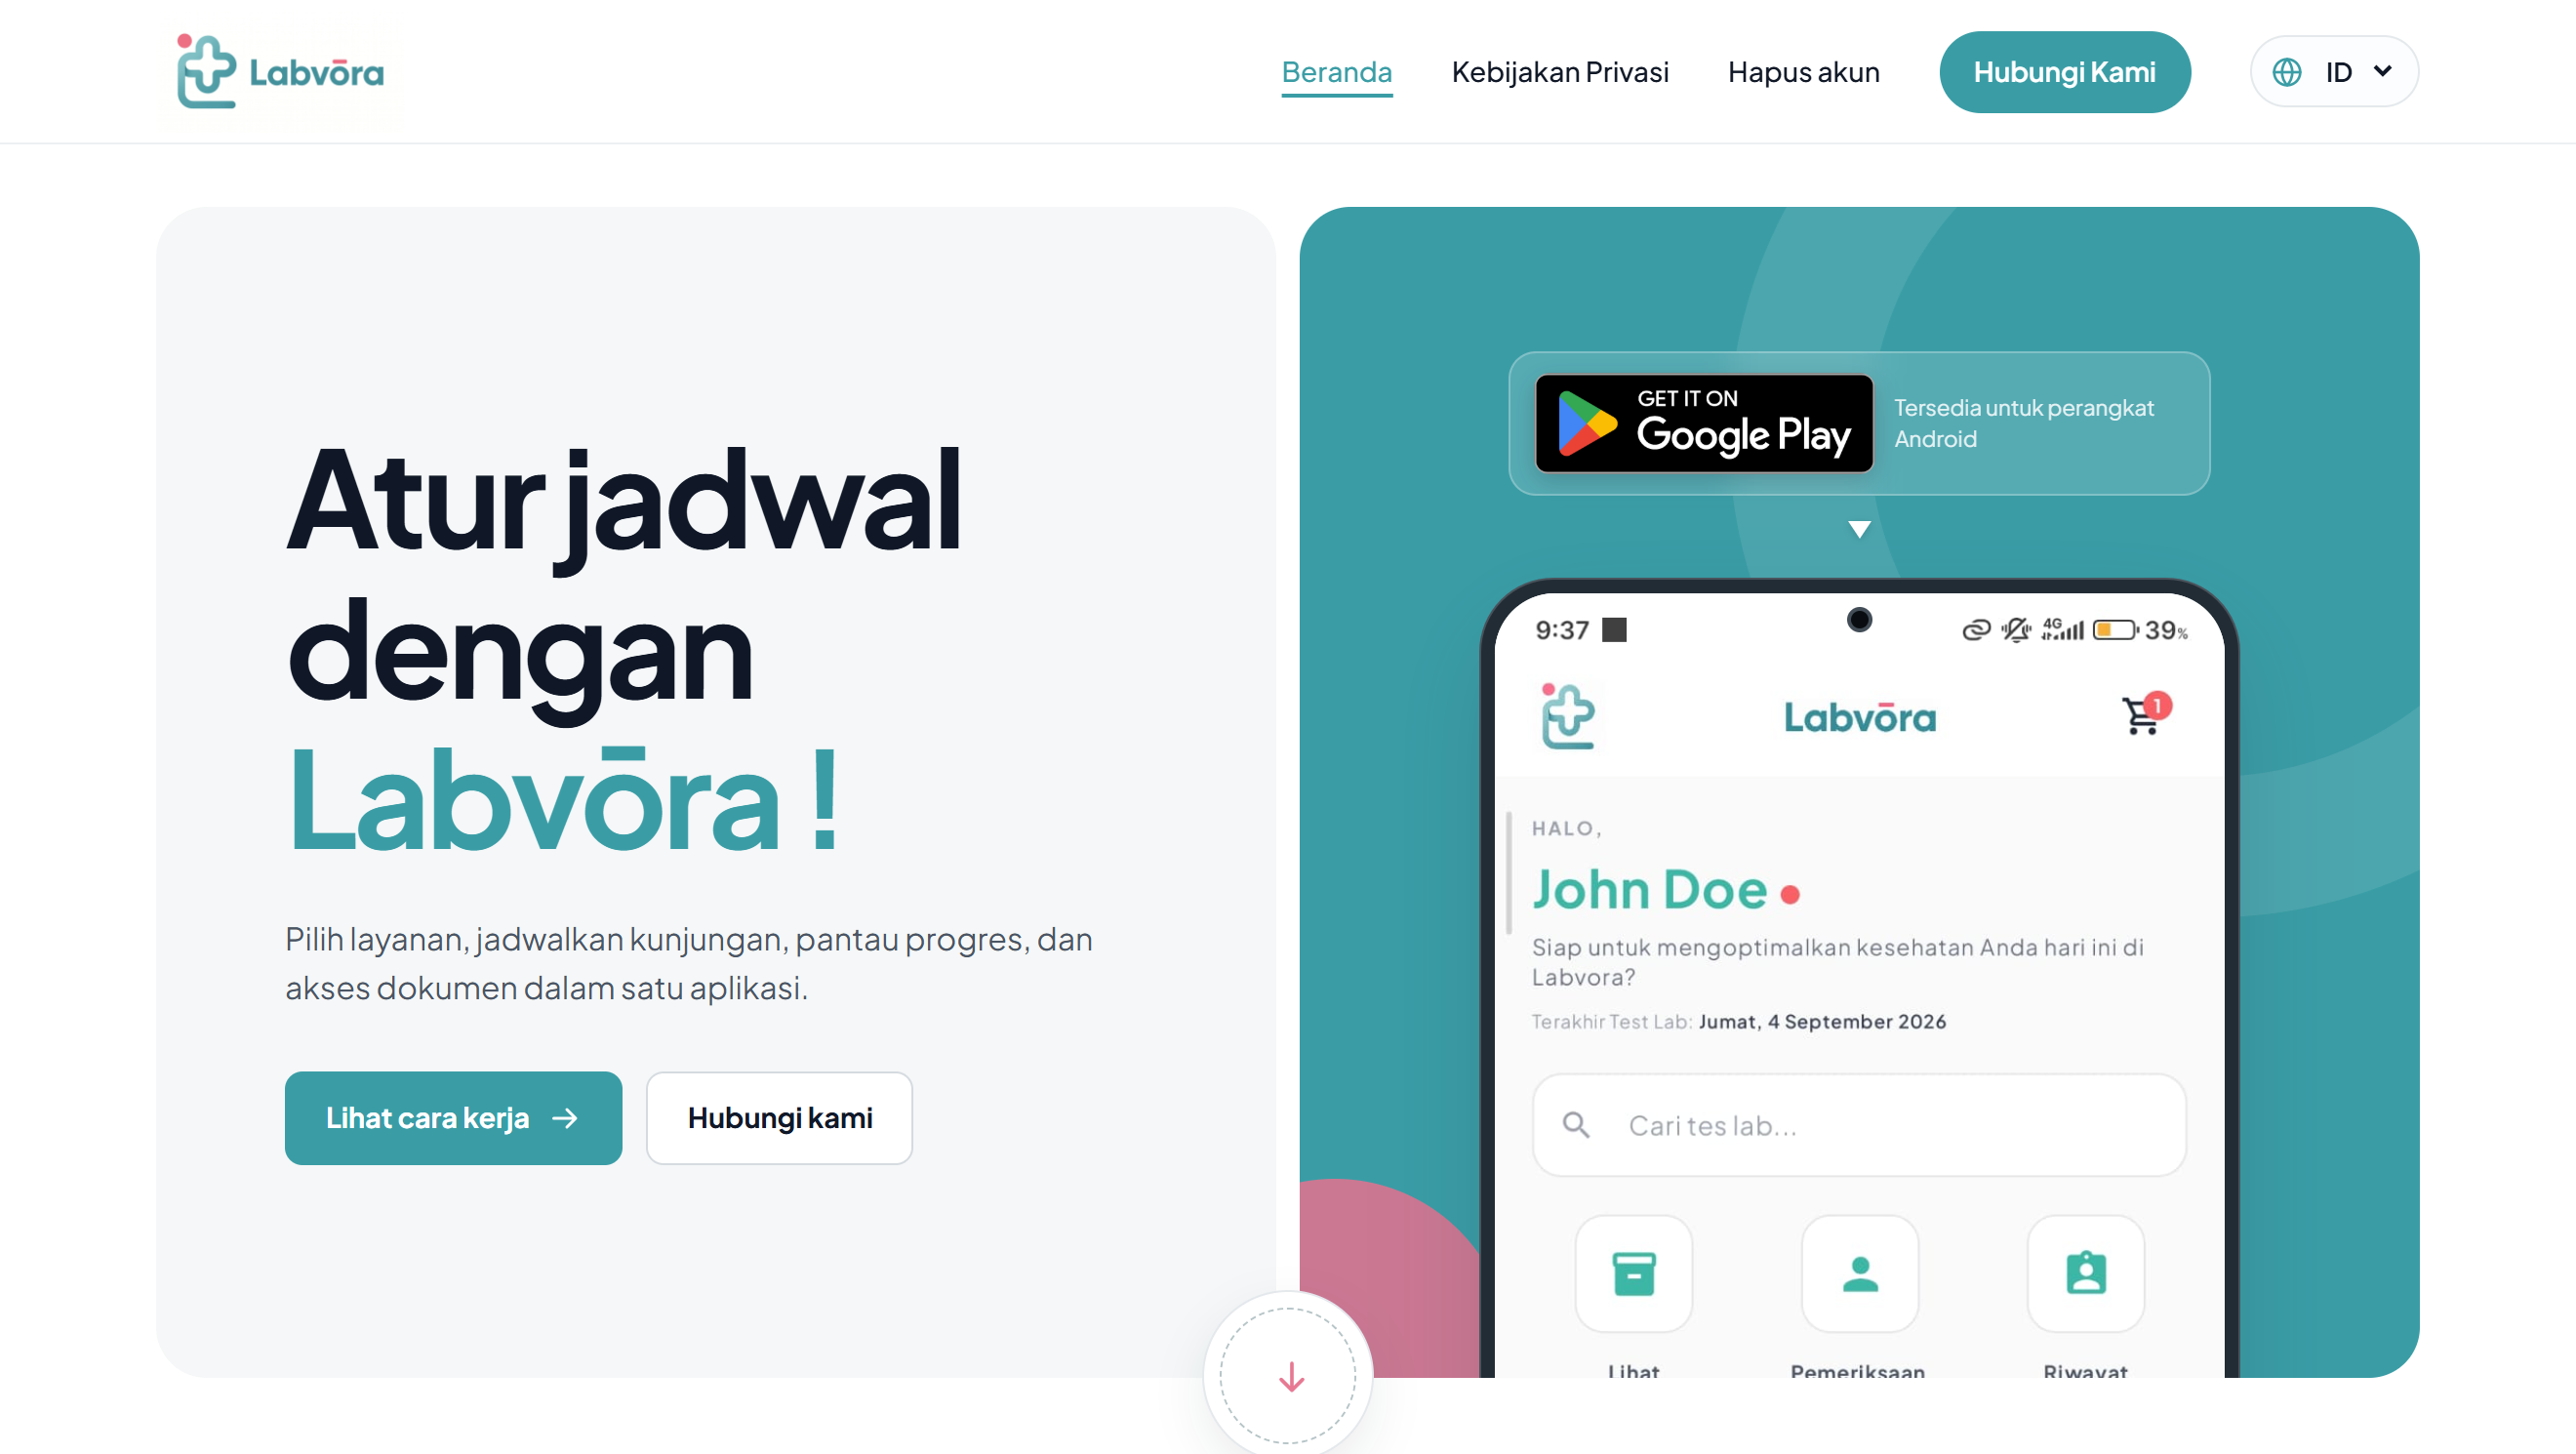 Labvōra
Beranda
Kebijakan Privasi
Hapus akun
Hubungi Kami
ID
Atur jadwal
dengan
Labvōra !
Pilih layanan, jadwalkan kunjungan, pantau progres, dan
akses dokumen dalam satu aplikasi.
Lihat cara kerja
Hubungi kami
GET IT ON
Google Play
Tersedia untuk perangkat
Android
9:37
4G
39%
Labvōra
1
HALO,
John Doe
Siap untuk mengoptimalkan kesehatan Anda hari ini di
Labvora?
Terakhir Test Lab: Jumat, 4 September 2026
Cari tes lab...
Lihat
Pemeriksaan
Riwayat